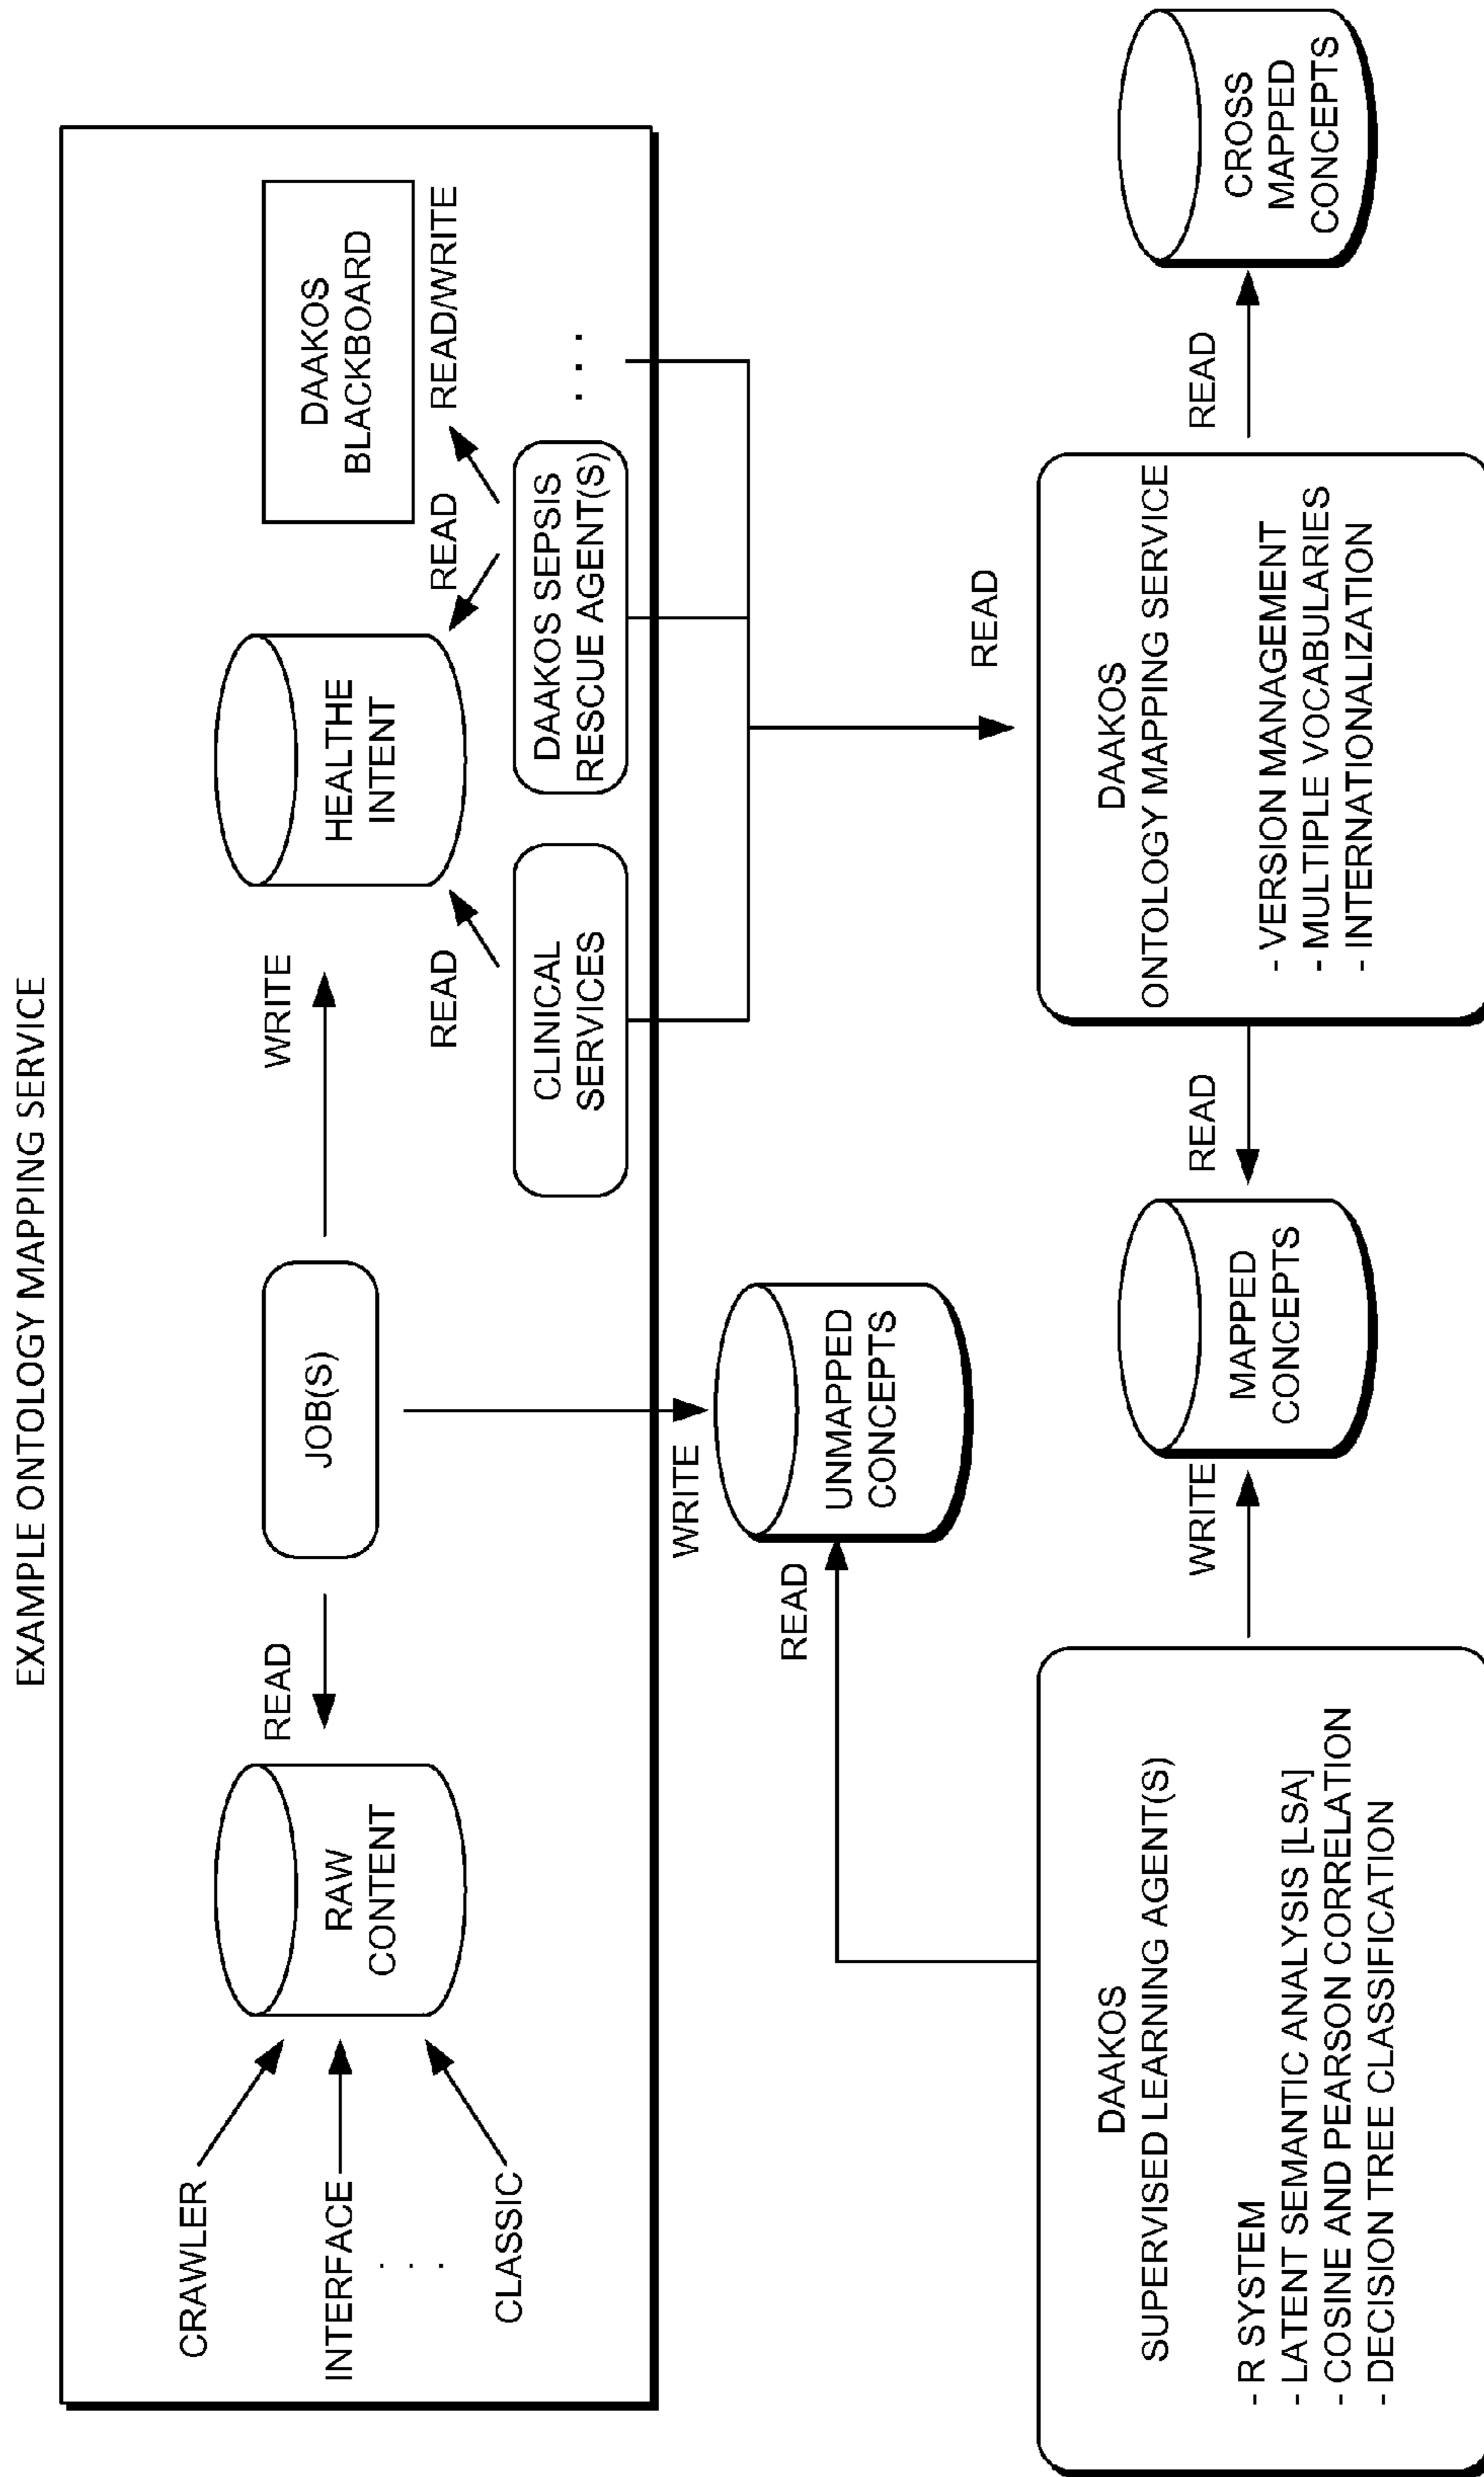 EXAMPLE ONTOLOGY MAPPING SERVICE
CRAWLER
INTERFACE
. . .
CLASSIC
RAW
CONTENT
READ
JOB(S)
WRITE
HEALTHE
INTENT
DAAKOS
BLACKBOARD
READ
READ
READ/WRITE
CLINICAL
SERVICES
DAAKOS SEPSIS
RESCUE AGENT(S)
. . .
WRITE
READ
UNMAPPED
CONCEPTS
READ
DAAKOS
SUPERVISED LEARNING AGENT(S)
- R SYSTEM
- LATENT SEMANTIC ANALYSIS [LSA]
- COSINE AND PEARSON CORRELATION
- DECISION TREE CLASSIFICATION
WRITE
MAPPED
CONCEPTS
READ
DAAKOS
ONTOLOGY MAPPING SERVICE
- VERSION MANAGEMENT
- MULTIPLE VOCABULARIES
- INTERNATIONALIZATION
READ
CROSS
MAPPED
CONCEPTS